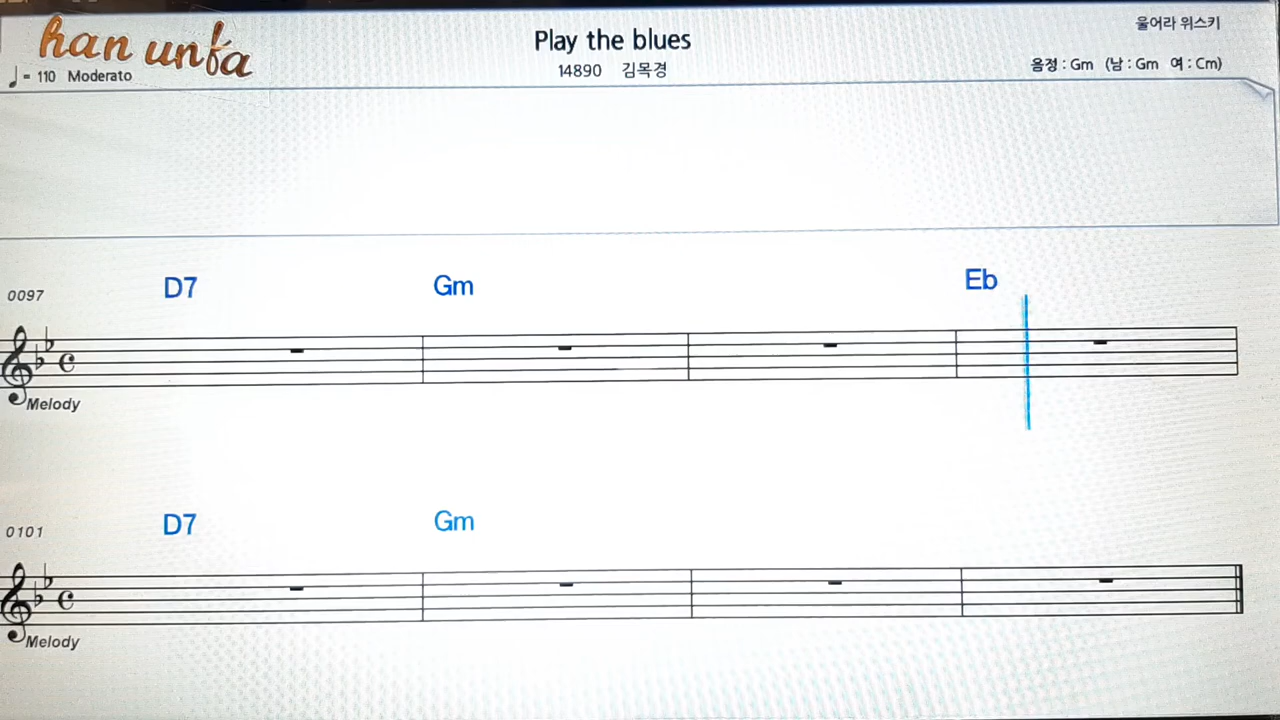 han unfa
Play the blues
울어라 위스키
♩= 110 Moderato
14890 김목경
음정 : Gm (남 : Gm 여 : Cm)
D7 Gm Eb
0097
Melody
D7 Gm
0101
Melody